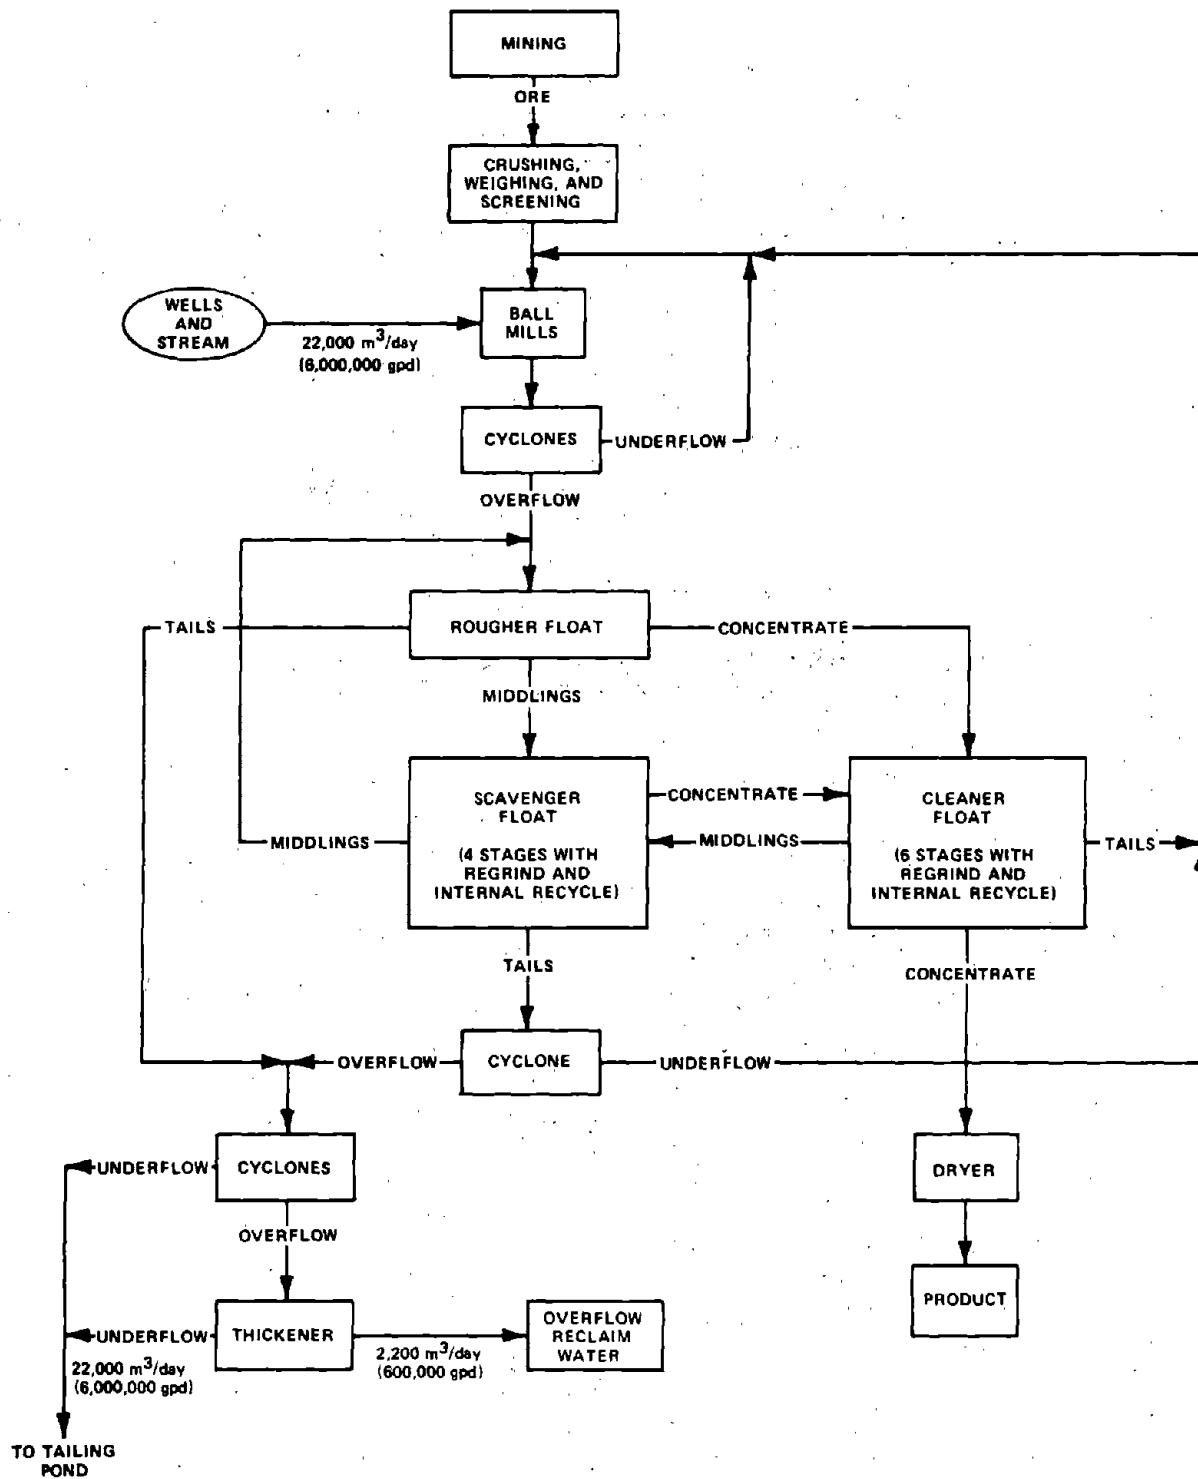 MINING
ORE
CRUSHING,
WEIGHING, AND
SCREENING
WELLS
AND
STREAM
22,000 m³/day
(6,000,000 gpd)
BALL
MILLS
CYCLONES
UNDERFLOW
OVERFLOW
TAILS
ROUGHER FLOAT
CONCENTRATE
MIDDLINGS
SCAVENGER
FLOAT
(4 STAGES WITH
REGRIND AND
INTERNAL RECYCLE)
CONCENTRATE
MIDDLINGS
MIDDLINGS
CLEANER
FLOAT
(6 STAGES WITH
REGRIND AND
INTERNAL RECYCLE)
TAILS
TAILS
CONCENTRATE
OVERFLOW
CYCLONE
UNDERFLOW
UNDERFLOW
CYCLONES
DRYER
OVERFLOW
PRODUCT
UNDERFLOW
THICKENER
22,000 m³/day
(6,000,000 gpd)
2,200 m³/day
(600,000 gpd)
OVERFLOW
RECLAIM
WATER
TO TAILING
POND